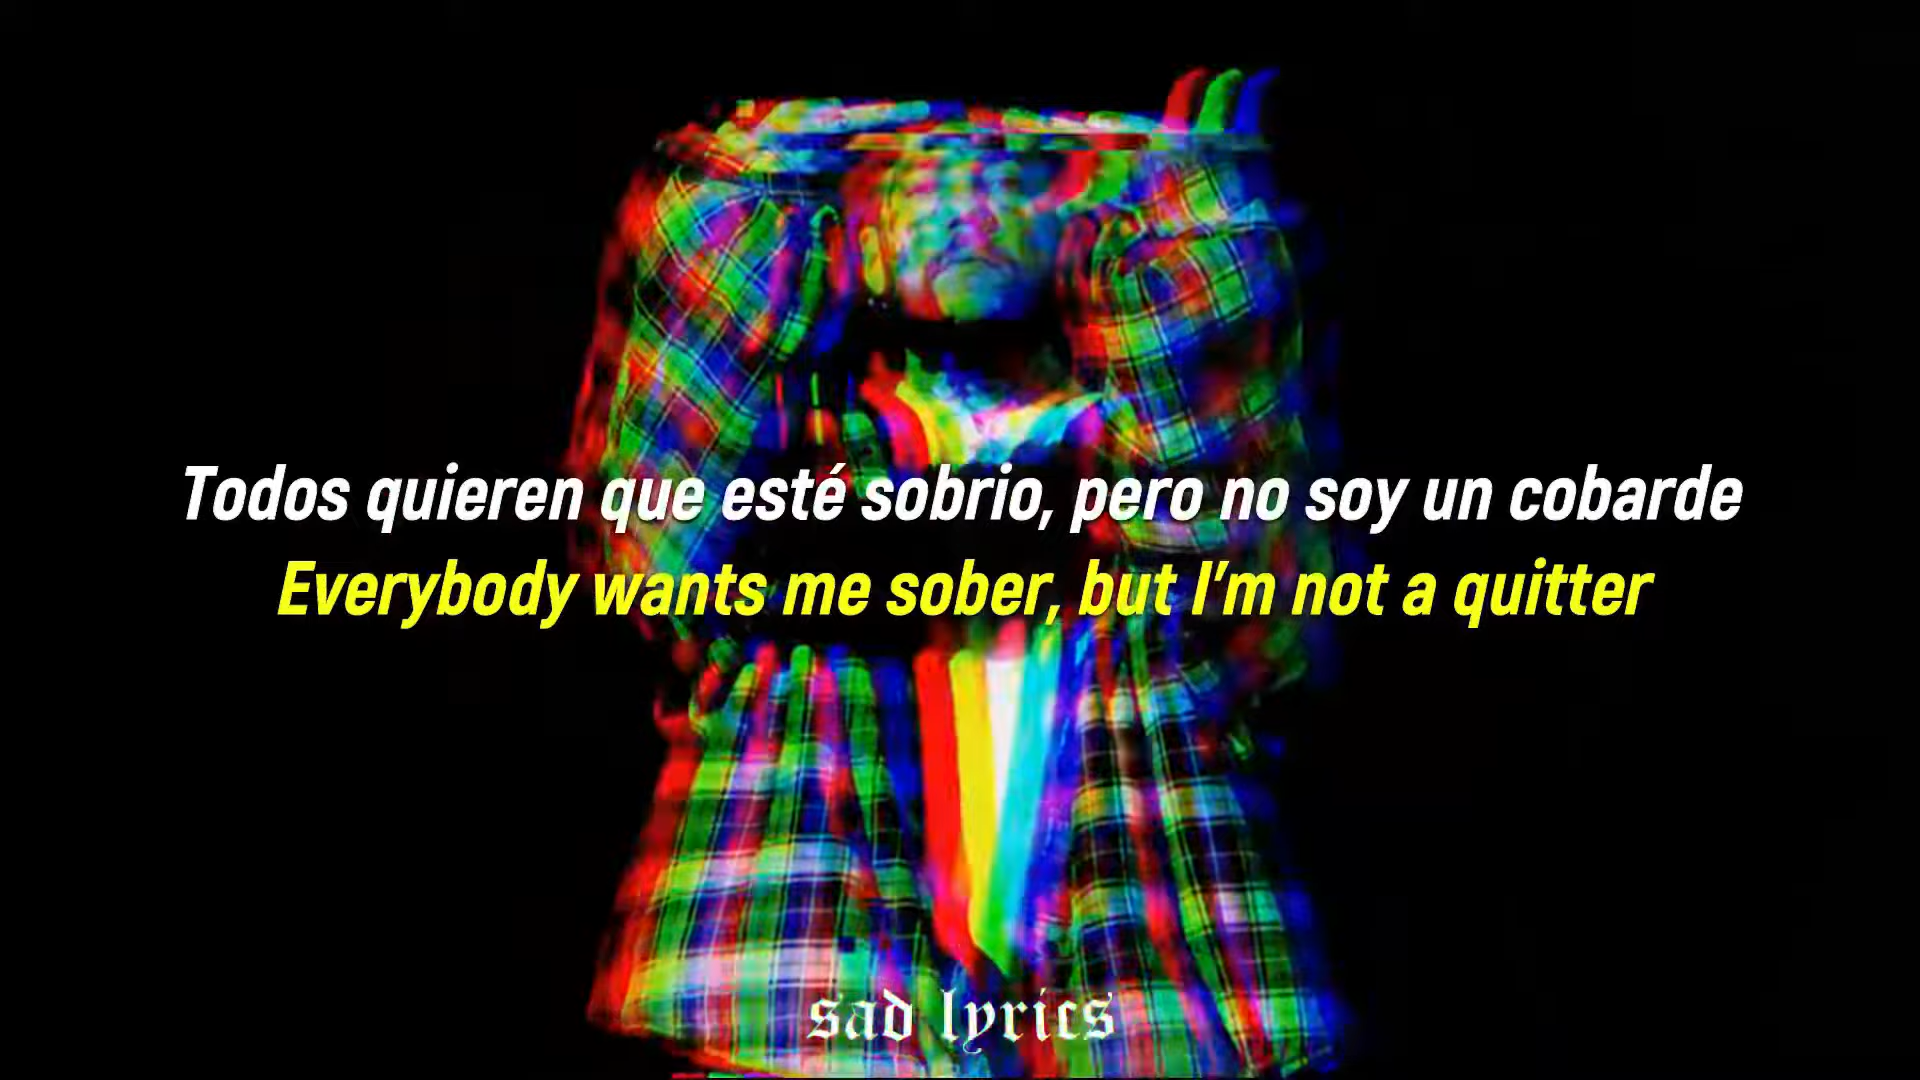 Todos quieren que esté sobrio, pero no soy un cobarde
Everybody wants me sober, but I'm not a quitter
sad lyrics